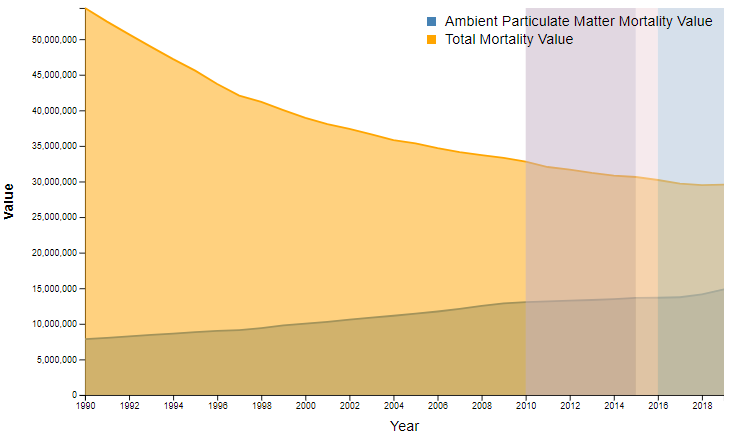 Ambient Particulate Matter Mortality Value
Total Mortality Value
50,000,000
45,000,000
40,000,000
35,000,000
30,000,000
25,000,000
20,000,000
15,000,000
10,000,000
5,000,000
0
Value
1990 1992 1994 1996 1998 2000 2002 2004 2006 2008 2010 2012 2014 2016 2018
Year